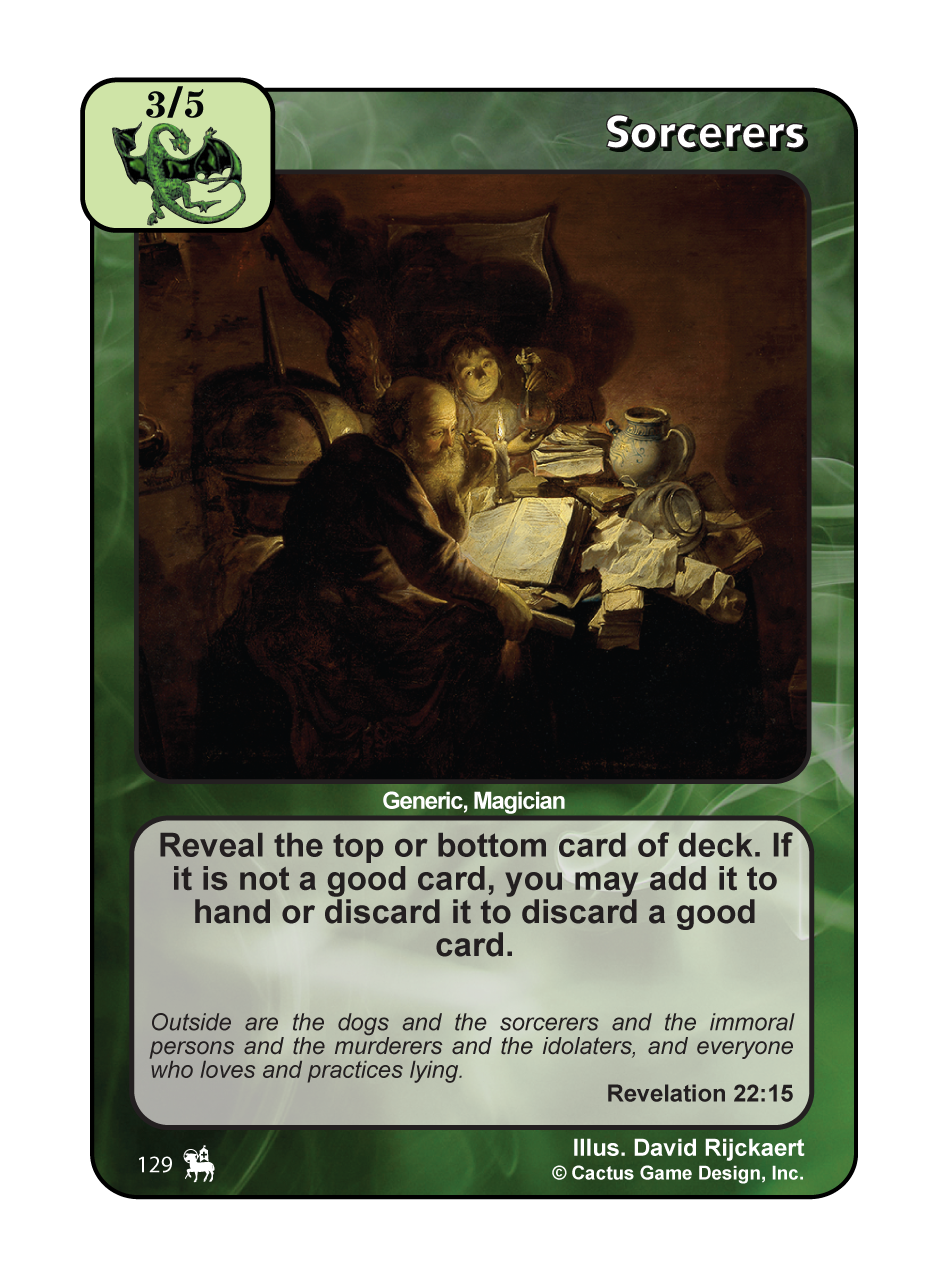 3/5
Sorcerers
Generic, Magician
Reveal the top or bottom card of deck. If
it is not a good card, you may add it to
hand or discard it to discard a good
card.
Outside are the dogs and the sorcerers and the immoral
persons and the murderers and the idolaters, and everyone
who loves and practices lying.
Revelation 22:15
129
Illus. David Rijckaert
© Cactus Game Design, Inc.